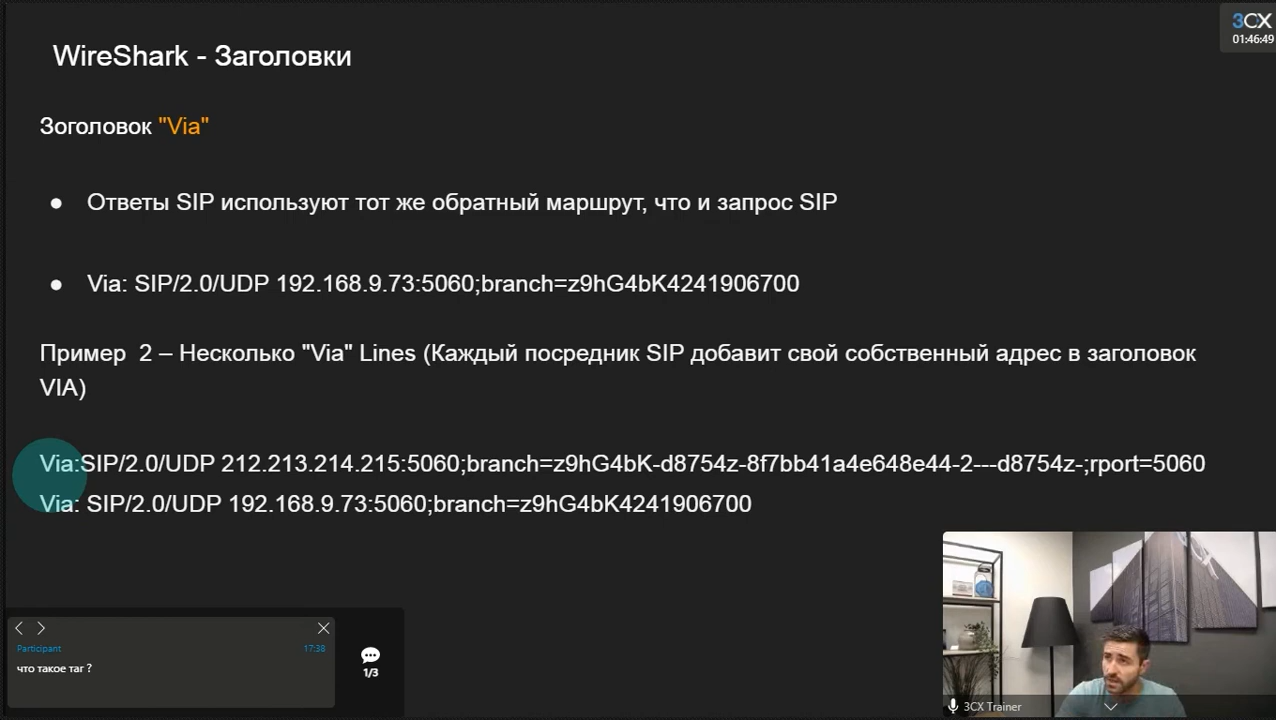 3CX
01:46:49
WireShark - Заголовки
Зоголовок "Via"
● Ответы SIP используют тот же обратный маршрут, что и запрос SIP
● Via: SIP/2.0/UDP 192.168.9.73:5060;branch=z9hG4bK4241906700
Пример 2 – Несколько "Via" Lines (Каждый посредник SIP добавит свой собственный адрес в заголовок
VIA)
Via:SIP/2.0/UDP 212.213.214.215:5060;branch=z9hG4bK-d8754z-8f7bb41a4e648e44-2---d8754z-;rport=5060
Via: SIP/2.0/UDP 192.168.9.73:5060;branch=z9hG4bK4241906700
Participant 17:38
что такое таг ?
1/3
3CX Trainer